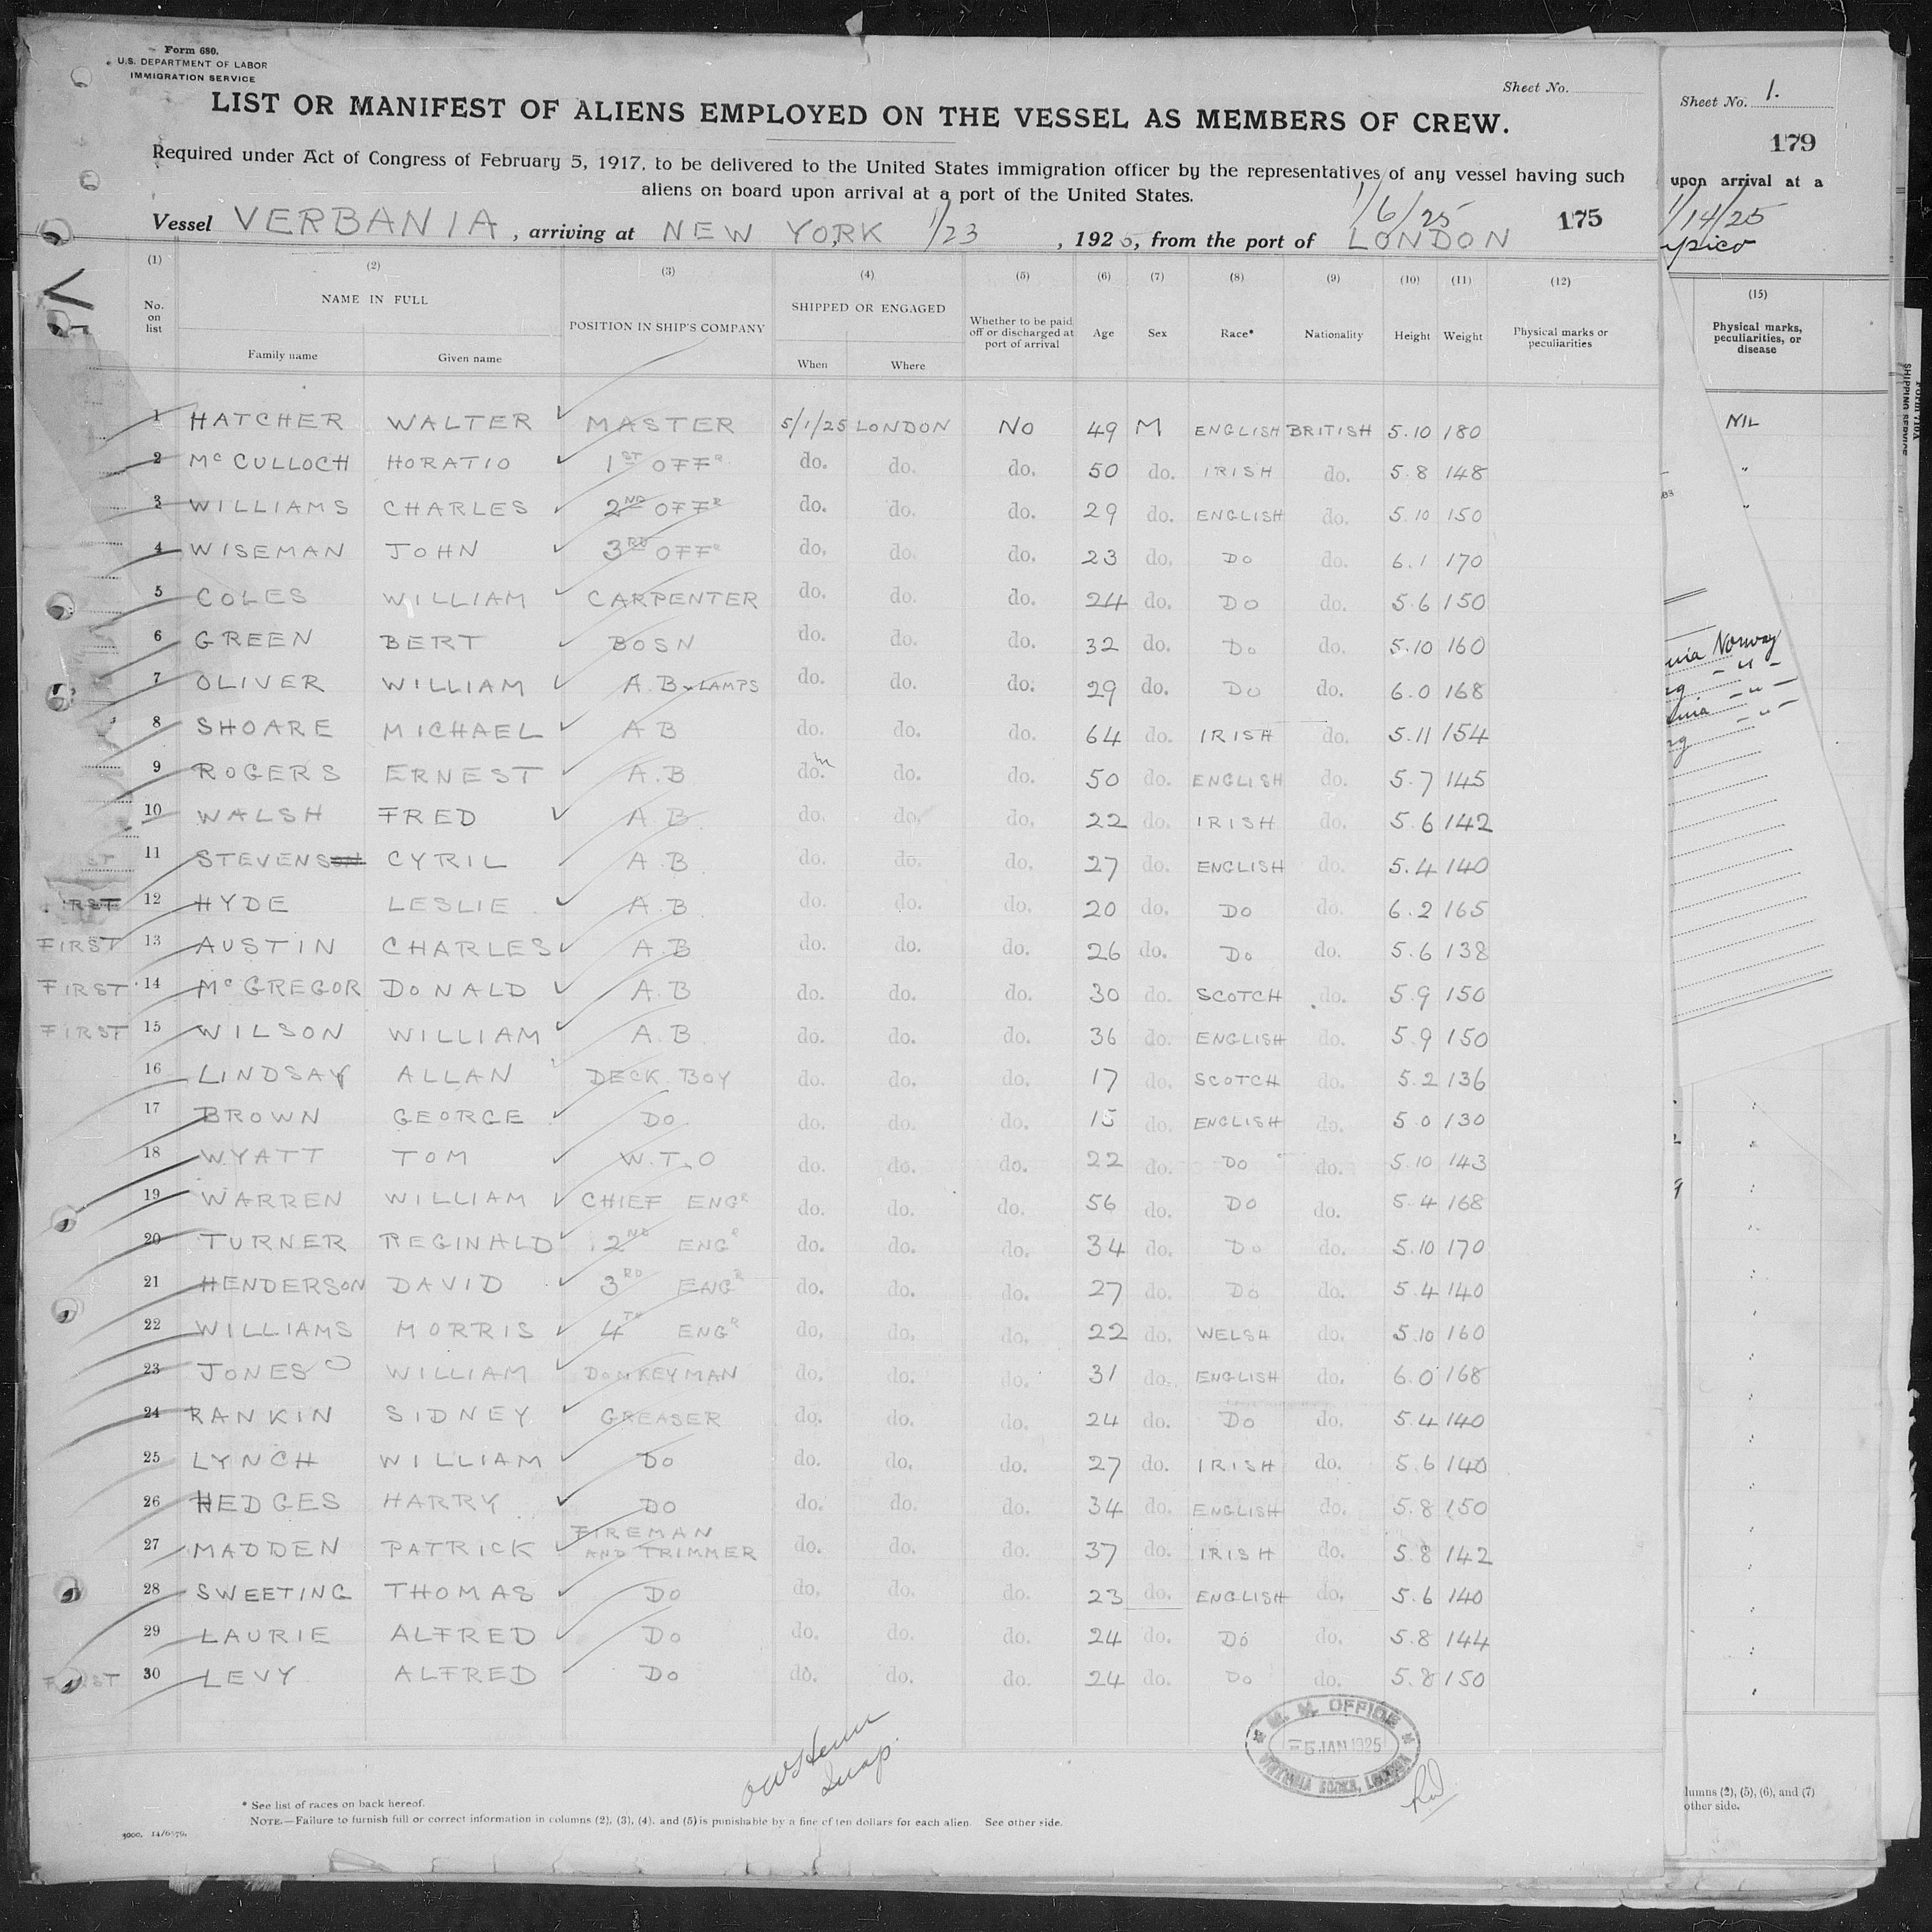 Form 680.
U.S. DEPARTMENT OF LABOR
IMMIGRATION SERVICE
Sheet No.
LIST OR MANIFEST OF ALIENS EMPLOYED ON THE VESSEL AS MEMBERS OF CREW.
Required under Act of Congress of February 5, 1917, to be delivered to the United States immigration officer by the representatives of any vessel having such
aliens on board upon arrival at a port of the United States.
1/6/25 175
Vessel VERBANIA, arriving at NEW YORK 1/23, 1925, from the port of LONDON
(1) (2) (3) (4) (5) (6) (7) (8) (9) (10) (11) (12)
No. on list NAME IN FULL POSITION IN SHIP'S COMPANY SHIPPED OR ENGAGED Whether to be paid off or discharged at port of arrival Age Sex Race* Nationality Height Weight Physical marks or peculiarities
Family name Given name When Where
1 HATCHER WALTER MASTER 5/1/25 LONDON NO 49 M ENGLISH BRITISH 5.10 180
2 McCULLOCH HORATIO 1ST OFFR do. do. do. 50 do. IRISH do. 5.8 148
3 WILLIAMS CHARLES 2ND OFFR do. do. do. 29 do. ENGLISH do. 5.10 150
4 WISEMAN JOHN 3RD OFFR do. do. do. 23 do. DO do. 6.1 170
5 COLES WILLIAM CARPENTER do. do. do. 24 do. DO do. 5.6 150
6 GREEN BERT BOSN do. do. do. 32 do. DO do. 5.10 160
7 OLIVER WILLIAM A.B & LAMPS do. do. do. 29 do. DO do. 6.0 168
8 SHOARE MICHAEL A B do. do. do. 64 do. IRISH do. 5.11 154
9 ROGERS ERNEST A.B do. do. do. 50 do. ENGLISH do. 5.7 145
10 WALSH FRED A.B. do. do. do. 22 do. IRISH do. 5.6 142
11 STEVENSON CYRIL A.B do. do. do. 27 do. ENGLISH do. 5.4 140
12 HYDE LESLIE A.B. do. do. do. 20 do. DO do. 6.2 165
FIRST 13 AUSTIN CHARLES A.B do. do. do. 26 do. DO do. 5.6 138
FIRST 14 McGREGOR DONALD A.B do. do. do. 30 do. SCOTCH do. 5.9 150
FIRST 15 WILSON WILLIAM A.B do. do. do. 36 do. ENGLISH do. 5.9 150
16 LINDSAY ALLAN DECK BOY do. do. do. 17 do. SCOTCH do. 5.2 136
17 BROWN GEORGE DO do. do. do. 15 do. ENGLISH do. 5.0 130
18 WYATT TOM W.T.O do. do. do. 22 do. DO do. 5.10 143
19 WARREN WILLIAM CHIEF ENGR do. do. do. 56 do. DO do. 5.4 168
20 TURNER REGINALD 2ND ENGR do. do. do. 34 do. DO do. 5.10 170
21 HENDERSON DAVID 3RD ENGR do. do. do. 27 do. DO do. 5.4 140
22 WILLIAMS MORRIS 4TH ENGR do. do. do. 22 do. WELSH do. 5.10 160
23 JONES WILLIAM DONKEYMAN do. do. do. 31 do. ENGLISH do. 6.0 168
24 RANKIN SIDNEY GREASER do. do. do. 24 do. DO do. 5.4 140
25 LYNCH WILLIAM DO do. do. do. 27 do. IRISH do. 5.6 140
26 HEDGES HARRY DO do. do. do. 34 do. ENGLISH do. 5.8 150
27 MADDEN PATRICK FIREMAN AND TRIMMER do. do. do. 37 do. IRISH do. 5.8 142
28 SWEETING THOMAS DO do. do. do. 23 do. ENGLISH do. 5.6 140
29 LAURIE ALFRED DO do. do. do. 24 do. DO do. 5.8 144
FIRST 30 LEVY ALFRED DO do. do. do. 24 do. DO do. 5.8 150
M. M. OFFICE
5 JAN 1925
VICTORIA DOCKS, LONDON
* See list of races on back hereof.
NOTE.—Failure to furnish full or correct information in columns (2), (3), (4), and (5) is punishable by a fine of ten dollars for each alien. See other side.
Sheet No. 1.
179
upon arrival at a
1/14/25
(15)
Physical marks,
peculiarities, or
disease
NIL
Norway
(2), (5), (6), and (7)
other side.
SHIPPING SERVICE